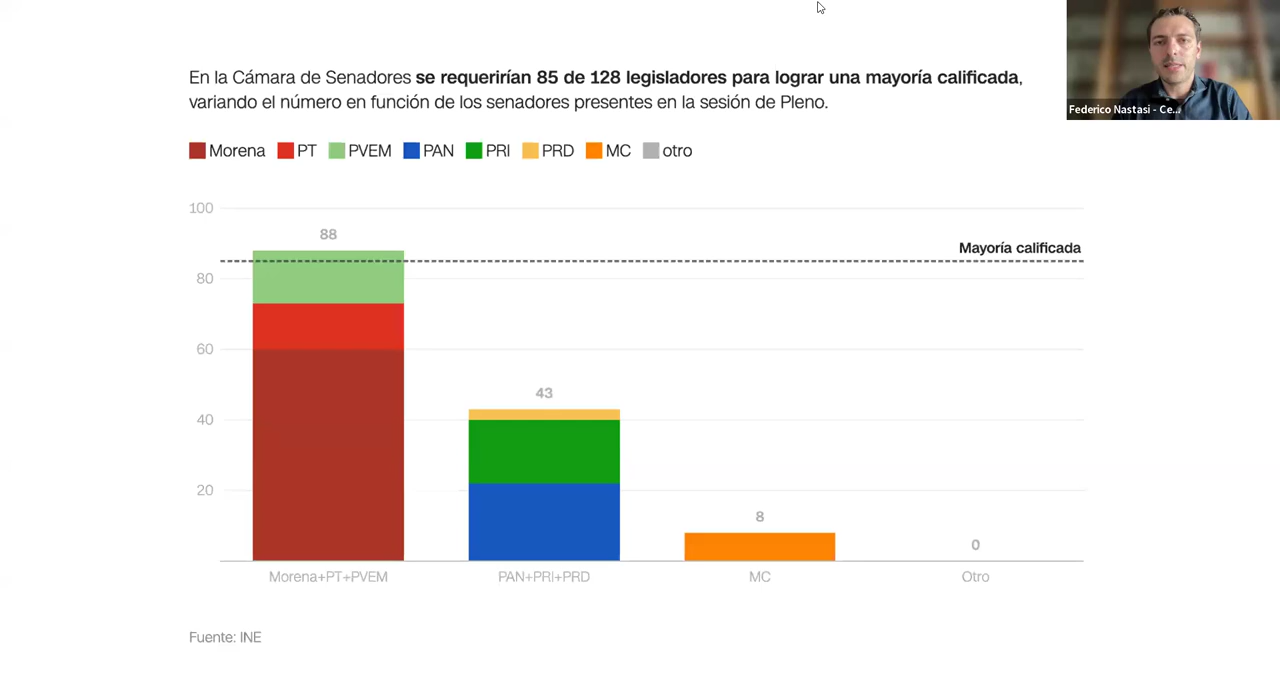 En la Cámara de Senadores se requerirían 85 de 128 legisladores para lograr una mayoría calificada,
variando el número en función de los senadores presentes en la sesión de Pleno.
Morena PT PVEM PAN PRI PRD MC otro
100
88
Mayoría calificada
80
60
43
40
20
8
0
Morena+PT+PVEM PAN+PRI+PRD MC Otro
Fuente: INE
Federico Nastasi - Ce...